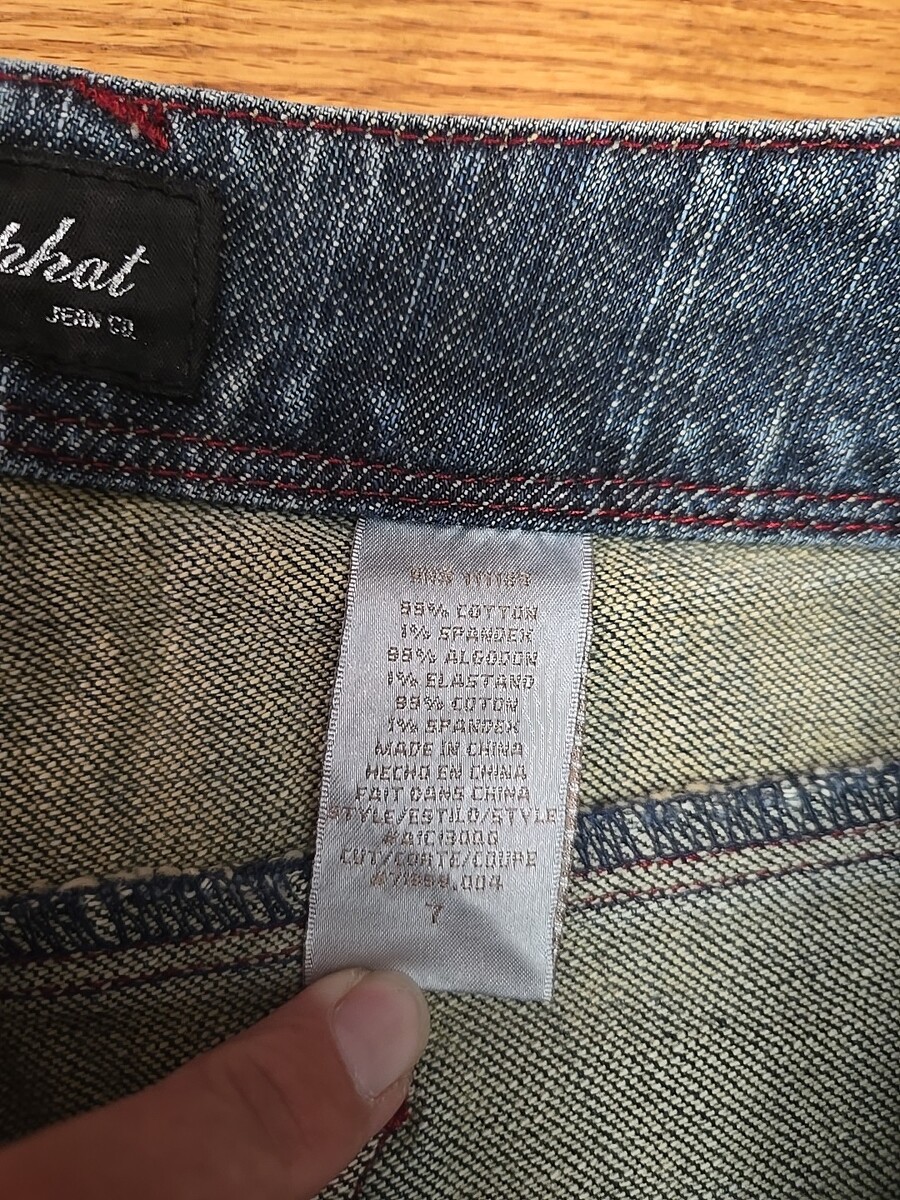 JEAN CO.
99% COTTON
1% SPANDEX
99% ALGODON
1% ELASTANO
99% COTON
1% SPANDEX
MADE IN CHINA
HECHO EN CHINA
FAIT DANS CHINA
STYLE/ESTILO/STYLE
#A1C1300G
CUT/CORTE/COUPE
7